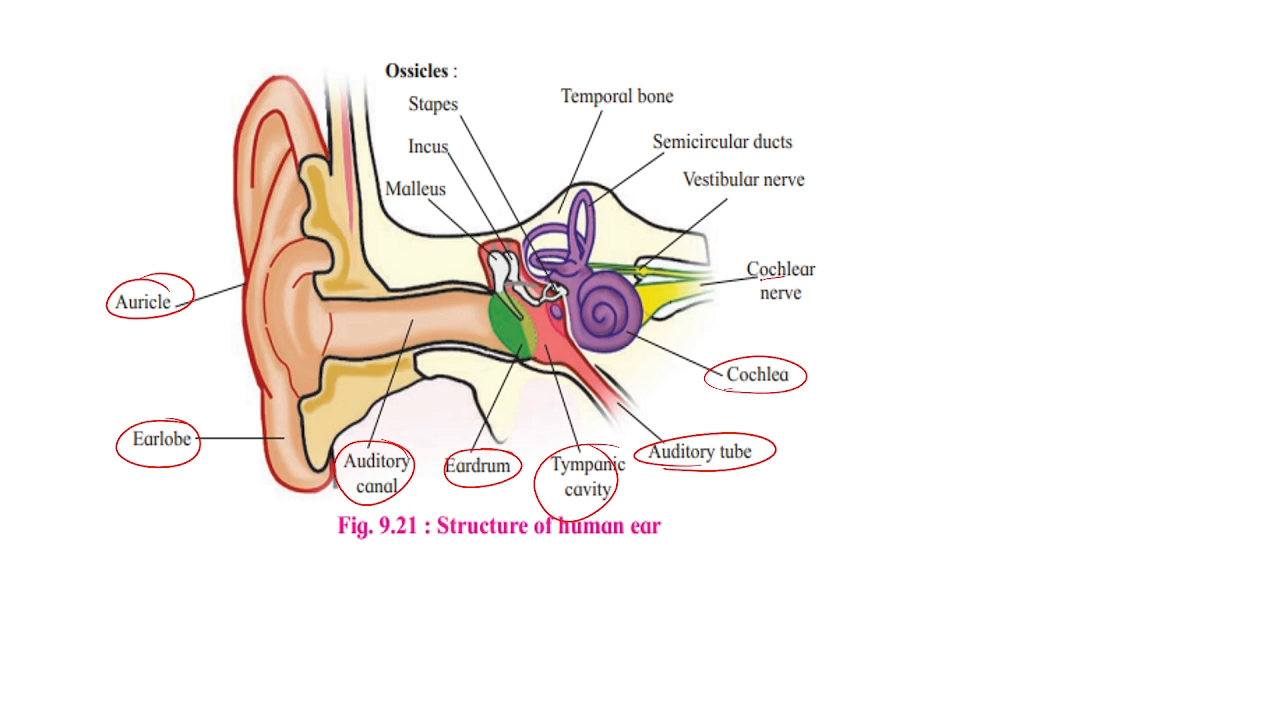 Ossicles :
Stapes
Temporal bone
Incus
Semicircular ducts
Malleus
Vestibular nerve
Cochlear
nerve
Auricle
Cochlea
Earlobe
Auditory
canal
Eardrum
Tympanic
cavity
Auditory tube
Fig. 9.21 : Structure of human ear